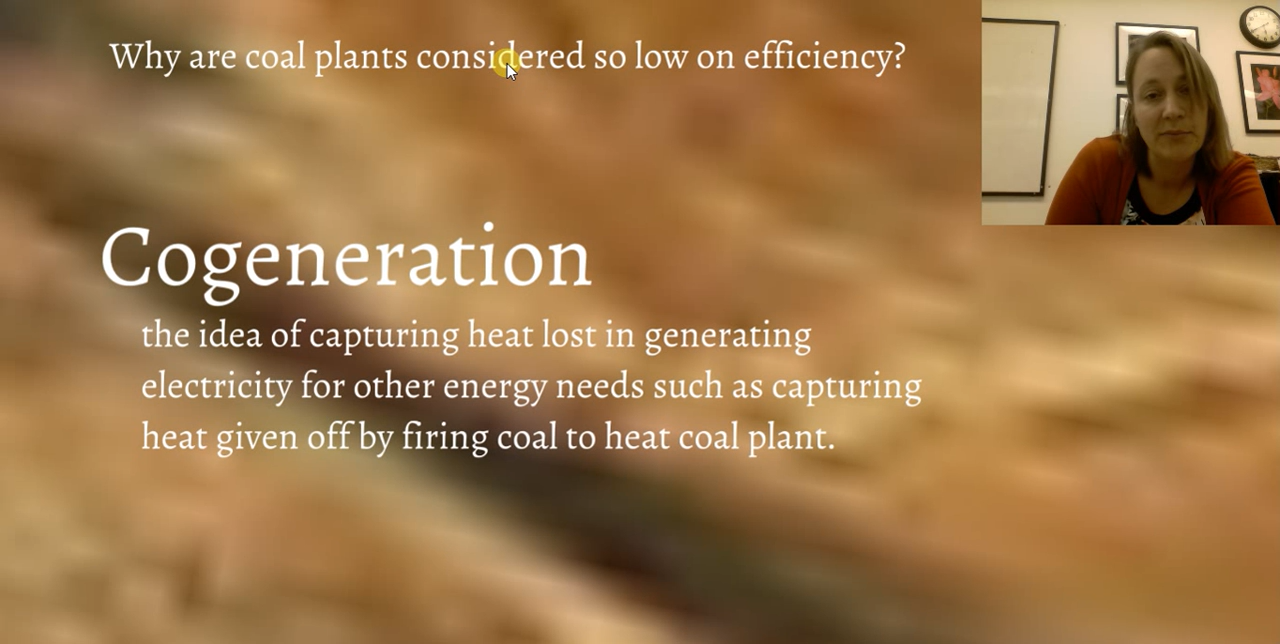 Why are coal plants considered so low on efficiency?
Cogeneration
the idea of capturing heat lost in generating
electricity for other energy needs such as capturing
heat given off by firing coal to heat coal plant.